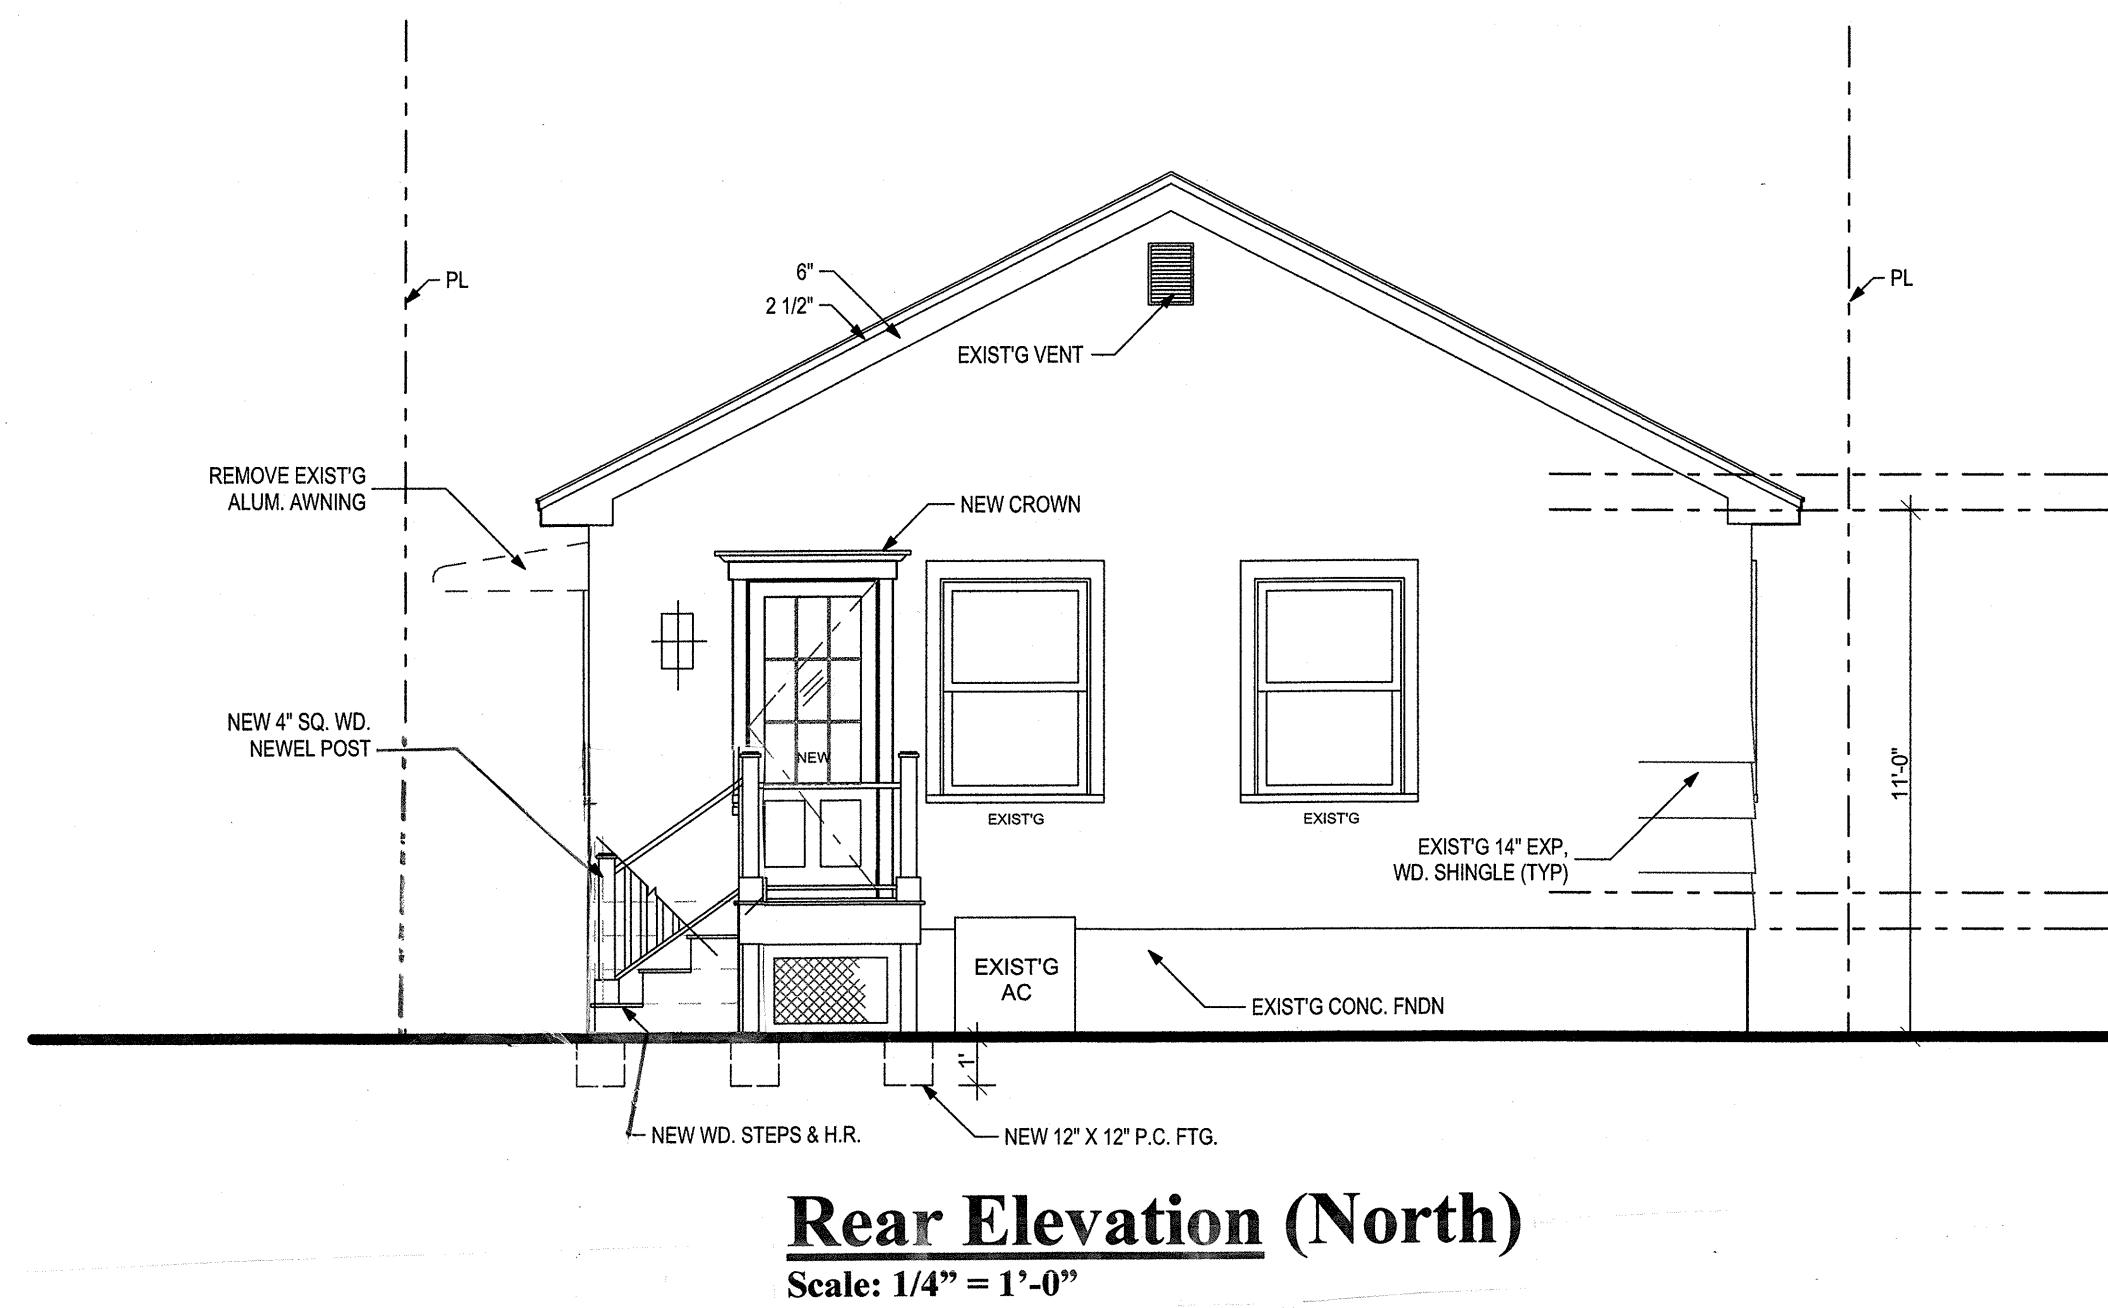 PL
PL
6"
2 1/2"
EXIST'G VENT
REMOVE EXIST'G
ALUM. AWNING
NEW CROWN
NEW 4" SQ. WD.
NEWEL POST
NEW
EXIST'G
EXIST'G
11'-0"
EXIST'G 14" EXP,
WD. SHINGLE (TYP)
EXIST'G
AC
EXIST'G CONC. FNDN
1'
NEW WD. STEPS & H.R.
NEW 12" X 12" P.C. FTG.
Rear Elevation (North)
Scale: 1/4” = 1’-0”